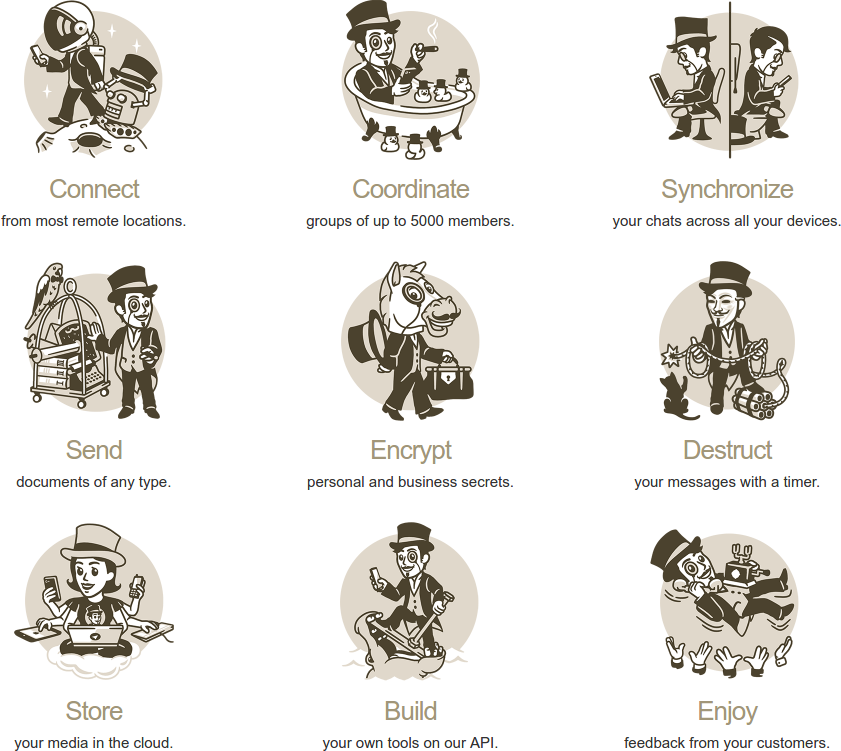 Connect
from most remote locations.
Coordinate
groups of up to 5000 members.
Synchronize
your chats across all your devices.
Send
documents of any type.
Encrypt
personal and business secrets.
Destruct
your messages with a timer.
Store
your media in the cloud.
Build
your own tools on our API.
Enjoy
feedback from your customers.